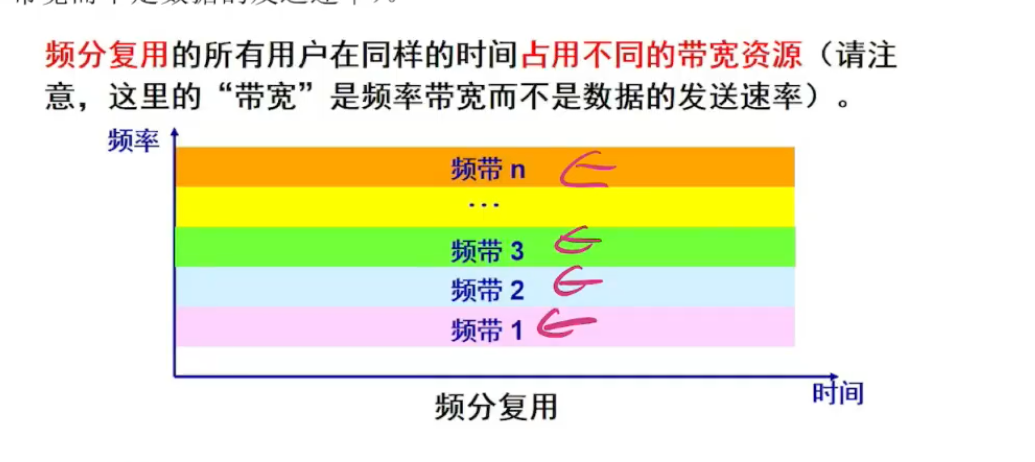 频分复用的所有用户在同样的时间占用不同的带宽资源（请注
意，这里的“带宽”是频率带宽而不是数据的发送速率）。
频率
频带 n
···
频带 3
频带 2
频带 1
时间
频分复用